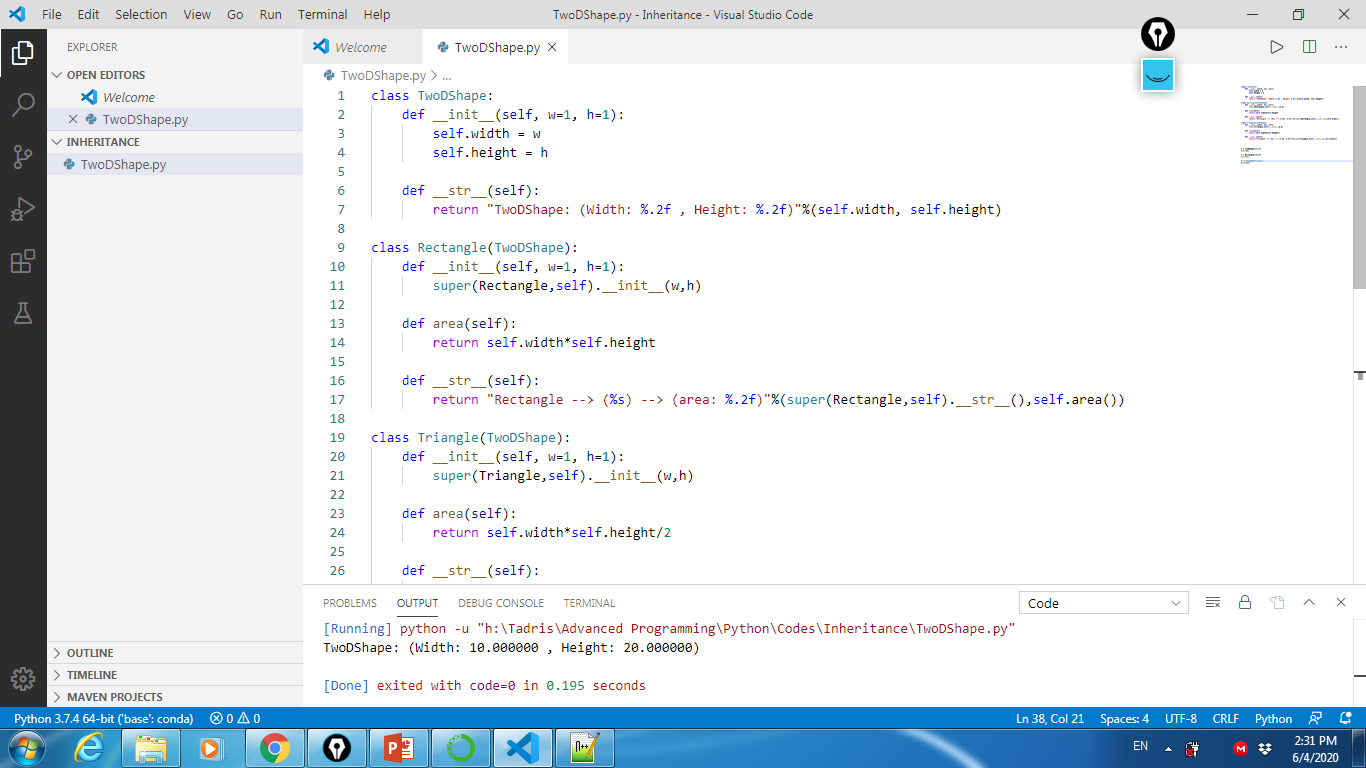 File Edit Selection View Go Run Terminal Help TwoDShape.py - Inheritance - Visual Studio Code
EXPLORER
OPEN EDITORS
Welcome
TwoDShape.py
INHERITANCE
TwoDShape.py
OUTLINE
TIMELINE
MAVEN PROJECTS
Welcome TwoDShape.py
TwoDShape.py > ...
1 class TwoDShape:
2     def __init__(self, w=1, h=1):
3         self.width = w
4         self.height = h
5
6     def __str__(self):
7         return "TwoDShape: (Width: %.2f , Height: %.2f)"%(self.width, self.height)
8
9 class Rectangle(TwoDShape):
10     def __init__(self, w=1, h=1):
11         super(Rectangle,self).__init__(w,h)
12
13     def area(self):
14         return self.width*self.height
15
16     def __str__(self):
17         return "Rectangle --> (%s) --> (area: %.2f)"%(super(Rectangle,self).__str__(),self.area())
18
19 class Triangle(TwoDShape):
20     def __init__(self, w=1, h=1):
21         super(Triangle,self).__init__(w,h)
22
23     def area(self):
24         return self.width*self.height/2
25
26     def __str__(self):
PROBLEMS OUTPUT DEBUG CONSOLE TERMINAL Code
[Running] python -u "h:\Tadris\Advanced Programming\Python\Codes\Inheritance\TwoDShape.py"
TwoDShape: (Width: 10.000000 , Height: 20.000000)
[Done] exited with code=0 in 0.195 seconds
Python 3.7.4 64-bit ('base': conda) 0 0 Ln 38, Col 21 Spaces: 4 UTF-8 CRLF Python
EN 2:31 PM
6/4/2020